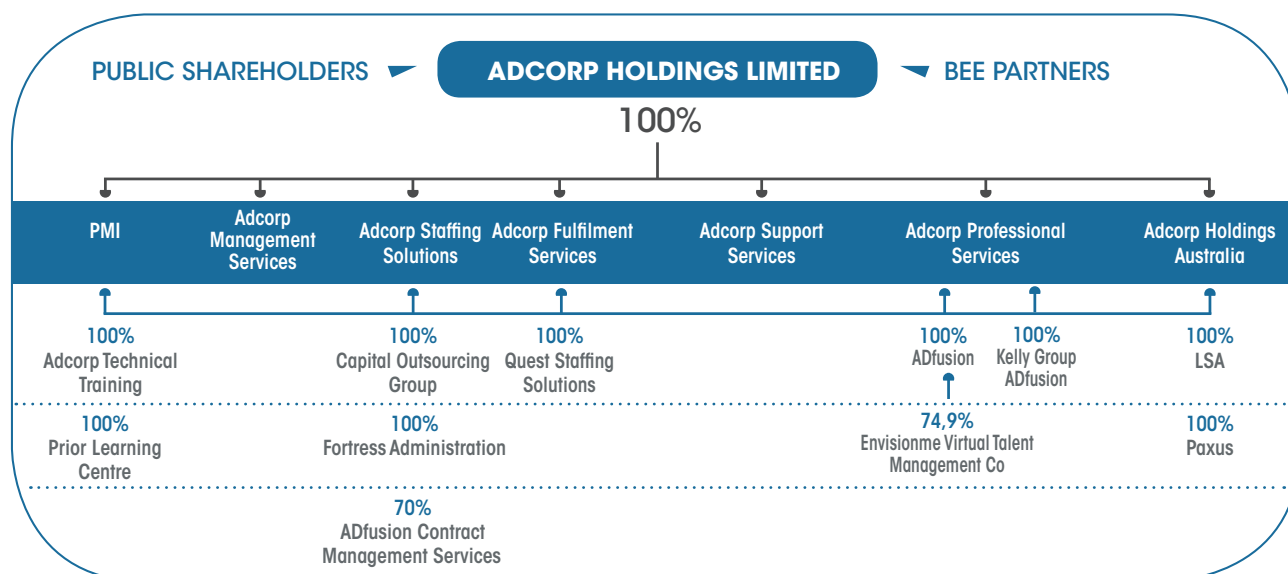 PUBLIC SHAREHOLDERS
ADCORP HOLDINGS LIMITED
BEE PARTNERS
100%
PMI
Adcorp
Management
Services
Adcorp Staffing
Solutions
Adcorp Fulfilment
Services
Adcorp Support
Services
Adcorp Professional
Services
Adcorp Holdings
Australia
100%
Adcorp Technical
Training
100%
Capital Outsourcing
Group
100%
Quest Staffing
Solutions
100%
ADfusion
100%
Kelly Group
ADfusion
100%
LSA
100%
Prior Learning
Centre
100%
Fortress Administration
74,9%
Envisionme Virtual Talent
Management Co
100%
Paxus
70%
ADfusion Contract
Management Services